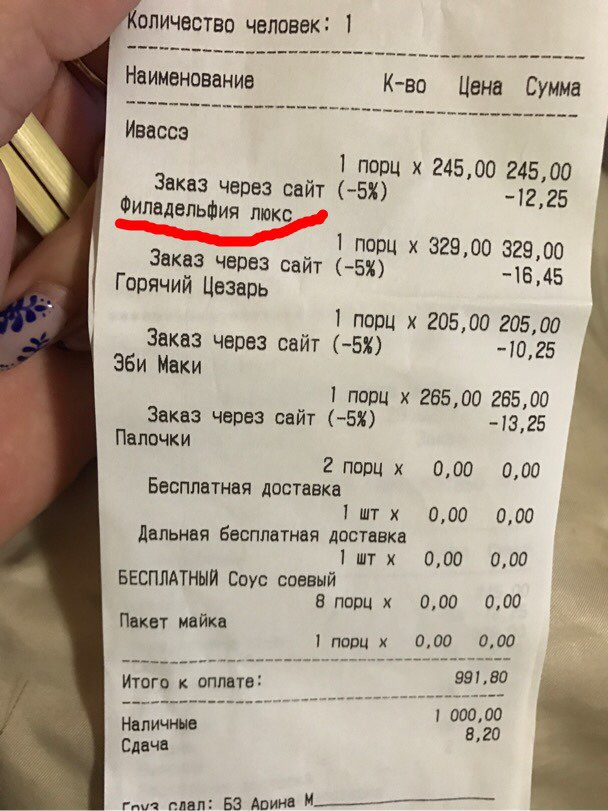 Количество человек: 1
Наименование К-во Цена Сумма
Ивассэ
1 порц x 245,00 245,00
Заказ через сайт (-5%) -12,25
Филадельфия люкс
1 порц x 329,00 329,00
Заказ через сайт (-5%) -16,45
Горячий Цезарь
1 порц x 205,00 205,00
Заказ через сайт (-5%) -10,25
Эби Маки
1 порц x 265,00 265,00
Заказ через сайт (-5%) -13,25
Палочки
2 порц x 0,00 0,00
Бесплатная доставка
1 шт x 0,00 0,00
Дальная бесплатная доставка
1 шт x 0,00 0,00
БЕСПЛАТНЫЙ Соус соевый
8 порц x 0,00 0,00
Пакет майка
1 порц x 0,00 0,00
Итого к оплате: 991,80
Наличные 1 000,00
Сдача 8,20
Груз сдал: БЗ Арина М